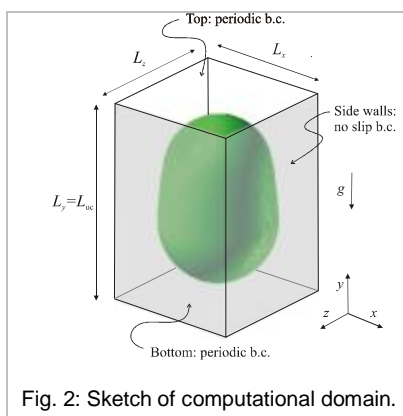 Top: periodic b.c.
L_z
L_x
Side walls:
no slip b.c.
L_y=L_uc
g
y
z
x
Bottom: periodic b.c.
Fig. 2: Sketch of computational domain.